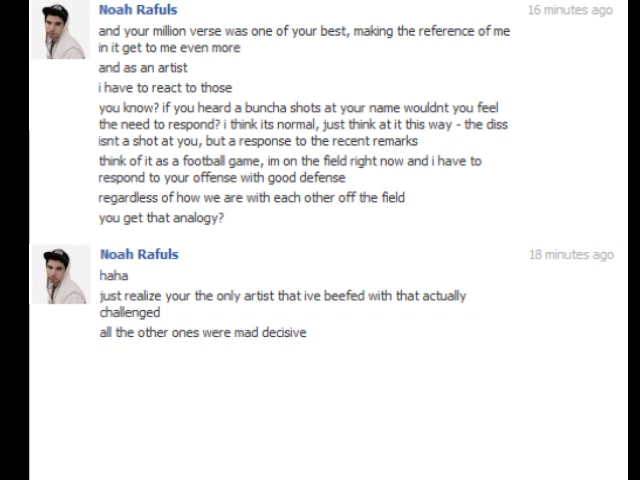 Noah Rafuls 16 minutes ago
and your million verse was one of your best, making the reference of me
in it get to me even more
and as an artist
i have to react to those
you know? if you heard a buncha shots at your name wouldnt you feel
the need to respond? i think its normal, just think at it this way - the diss
isnt a shot at you, but a response to the recent remarks
think of it as a football game, im on the field right now and i have to
respond to your offense with good defense
regardless of how we are with each other off the field
you get that analogy?
Noah Rafuls 18 minutes ago
haha
just realize your the only artist that ive beefed with that actually
challenged
all the other ones were mad decisive